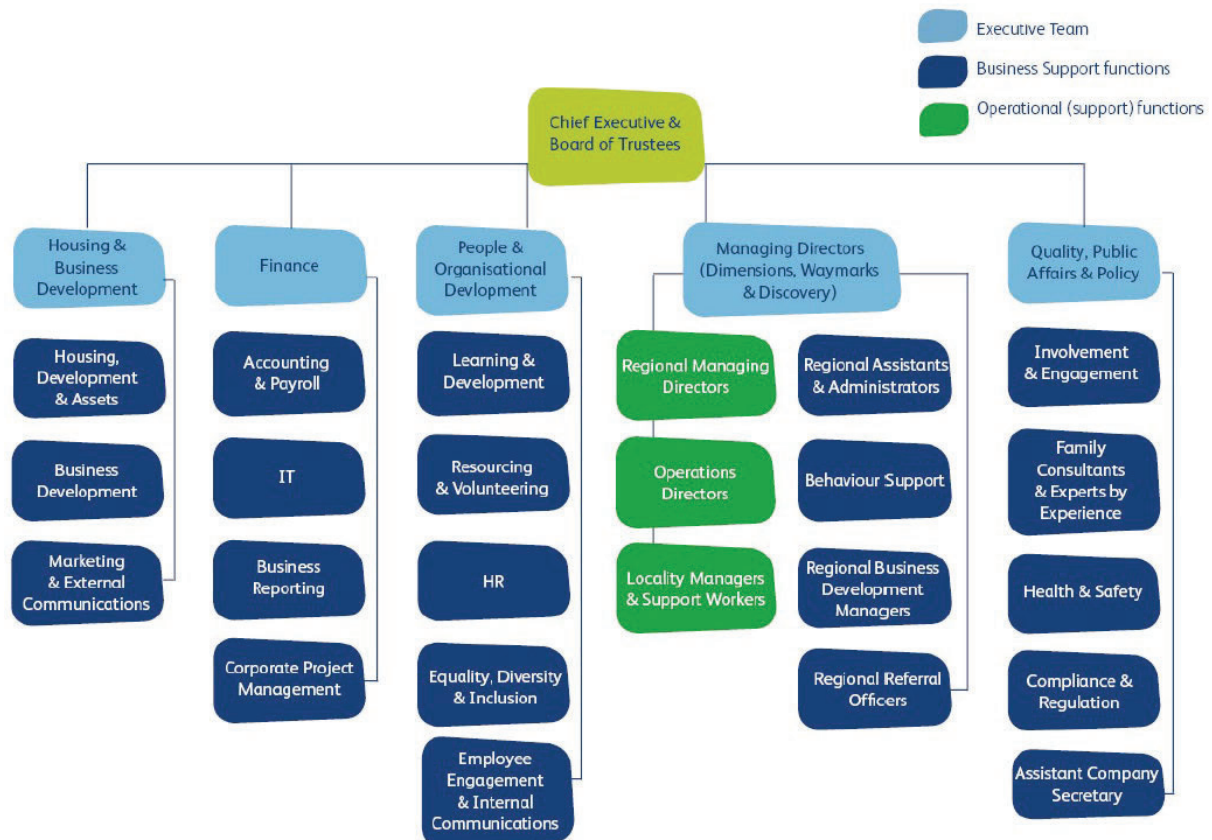 Executive Team
Business Support functions
Operational (support) functions
Chief Executive &
Board of Trustees
Housing &
Business
Development
Finance
People &
Organisational
Devlopment
Managing Directors
(Dimensions, Waymarks
& Discovery)
Quality, Public
Affairs & Policy
Housing,
Development
& Assets
Business
Development
Marketing
& External
Communications
Accounting
& Payroll
IT
Business
Reporting
Corporate Project
Management
Learning &
Development
Resourcing
& Volunteering
HR
Equality, Diversity
& Inclusion
Employee
Engagement
& Internal
Communications
Regional Managing
Directors
Operations
Directors
Locality Managers
& Support Workers
Regional Assistants
& Administrators
Behaviour Support
Regional Business
Development
Managers
Regional Referral
Officers
Involvement
& Engagement
Family
Consultants
& Experts by
Experience
Health & Safety
Compliance &
Regulation
Assistant Company
Secretary